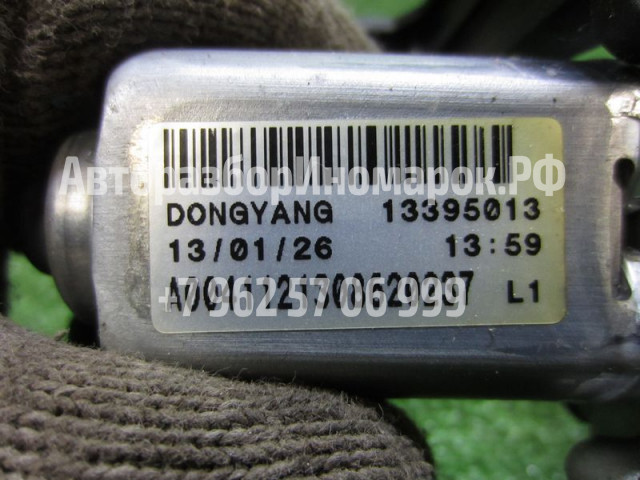 АвторазборИномарок.РФ
DONGYANG 13395013
13/01/26 13:59
+79625706999
L1